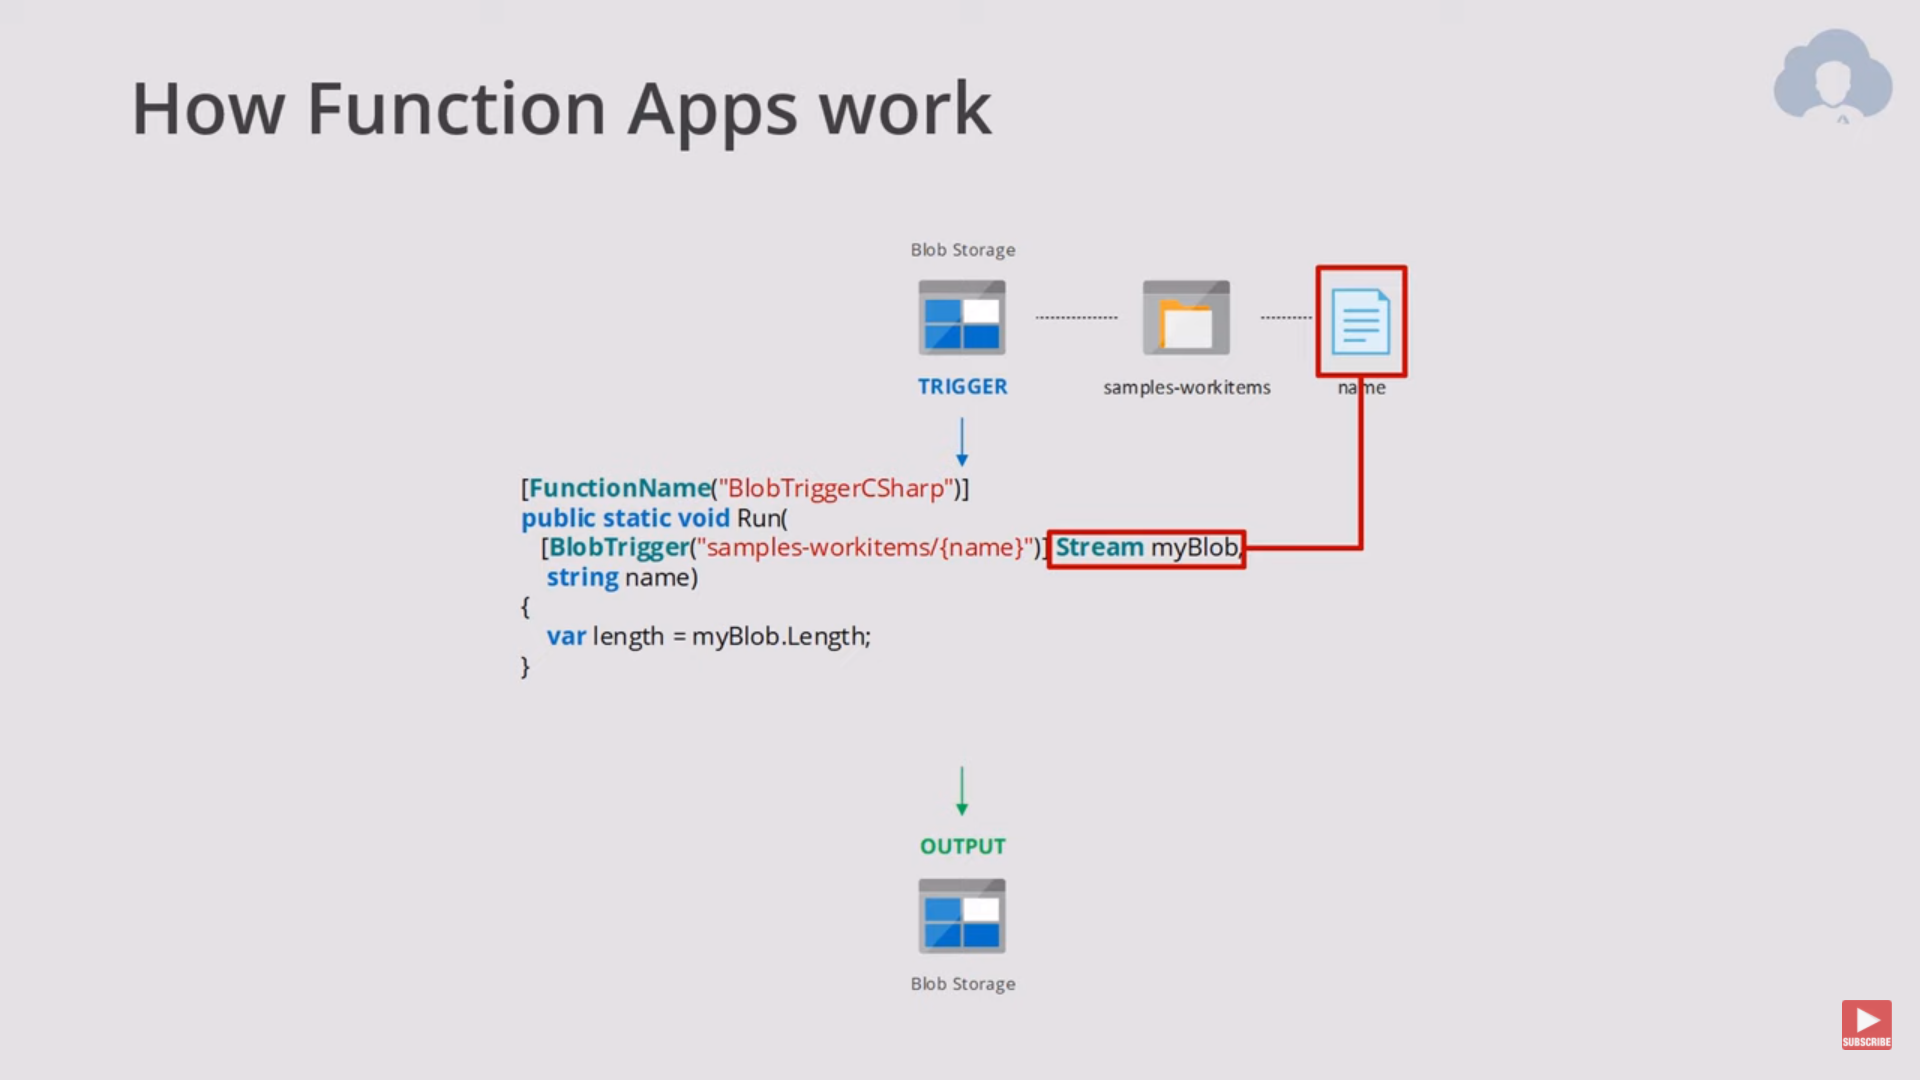 How Function Apps work
Blob Storage
TRIGGER
samples-workitems
name
[FunctionName("BlobTriggerCSharp")]
public static void Run(
[BlobTrigger("samples-workitems/{name}")] Stream myBlob,
string name)
{
var length = myBlob.Length;
}
OUTPUT
Blob Storage
SUBSCRIBE